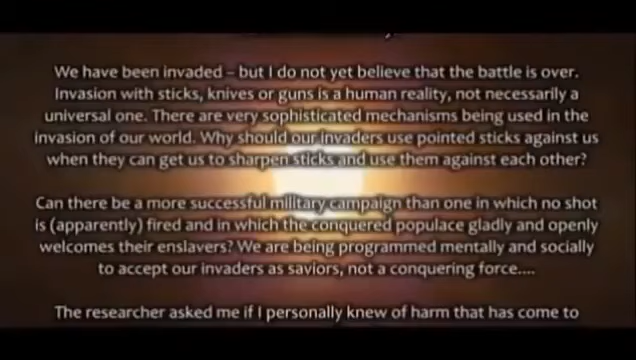 We have been invaded – but I do not yet believe that the battle is over.
Invasion with sticks, knives or guns is a human reality, not necessarily a
universal one. There are very sophisticated mechanisms being used in the
invasion of our world. Why should our invaders use pointed sticks against us
when they can get us to sharpen sticks and use them against each other?
Can there be a more successful military campaign than one in which no shot
is (apparently) fired and in which the conquered populace gladly and openly
welcomes their enslavers? We are being programmed mentally and socially
to accept our invaders as saviors, not a conquering force....
The researcher asked me if I personally knew of harm that has come to